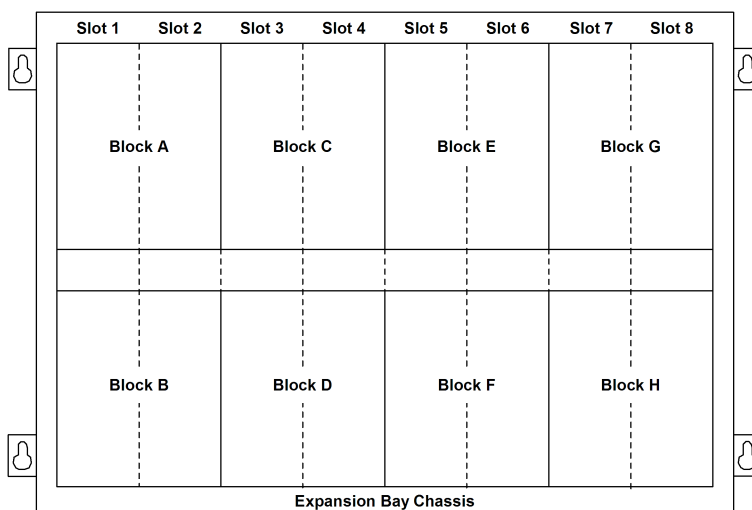 Slot 1 Slot 2 Slot 3 Slot 4 Slot 5 Slot 6 Slot 7 Slot 8
Block A Block C Block E Block G
Block B Block D Block F Block H
Expansion Bay Chassis